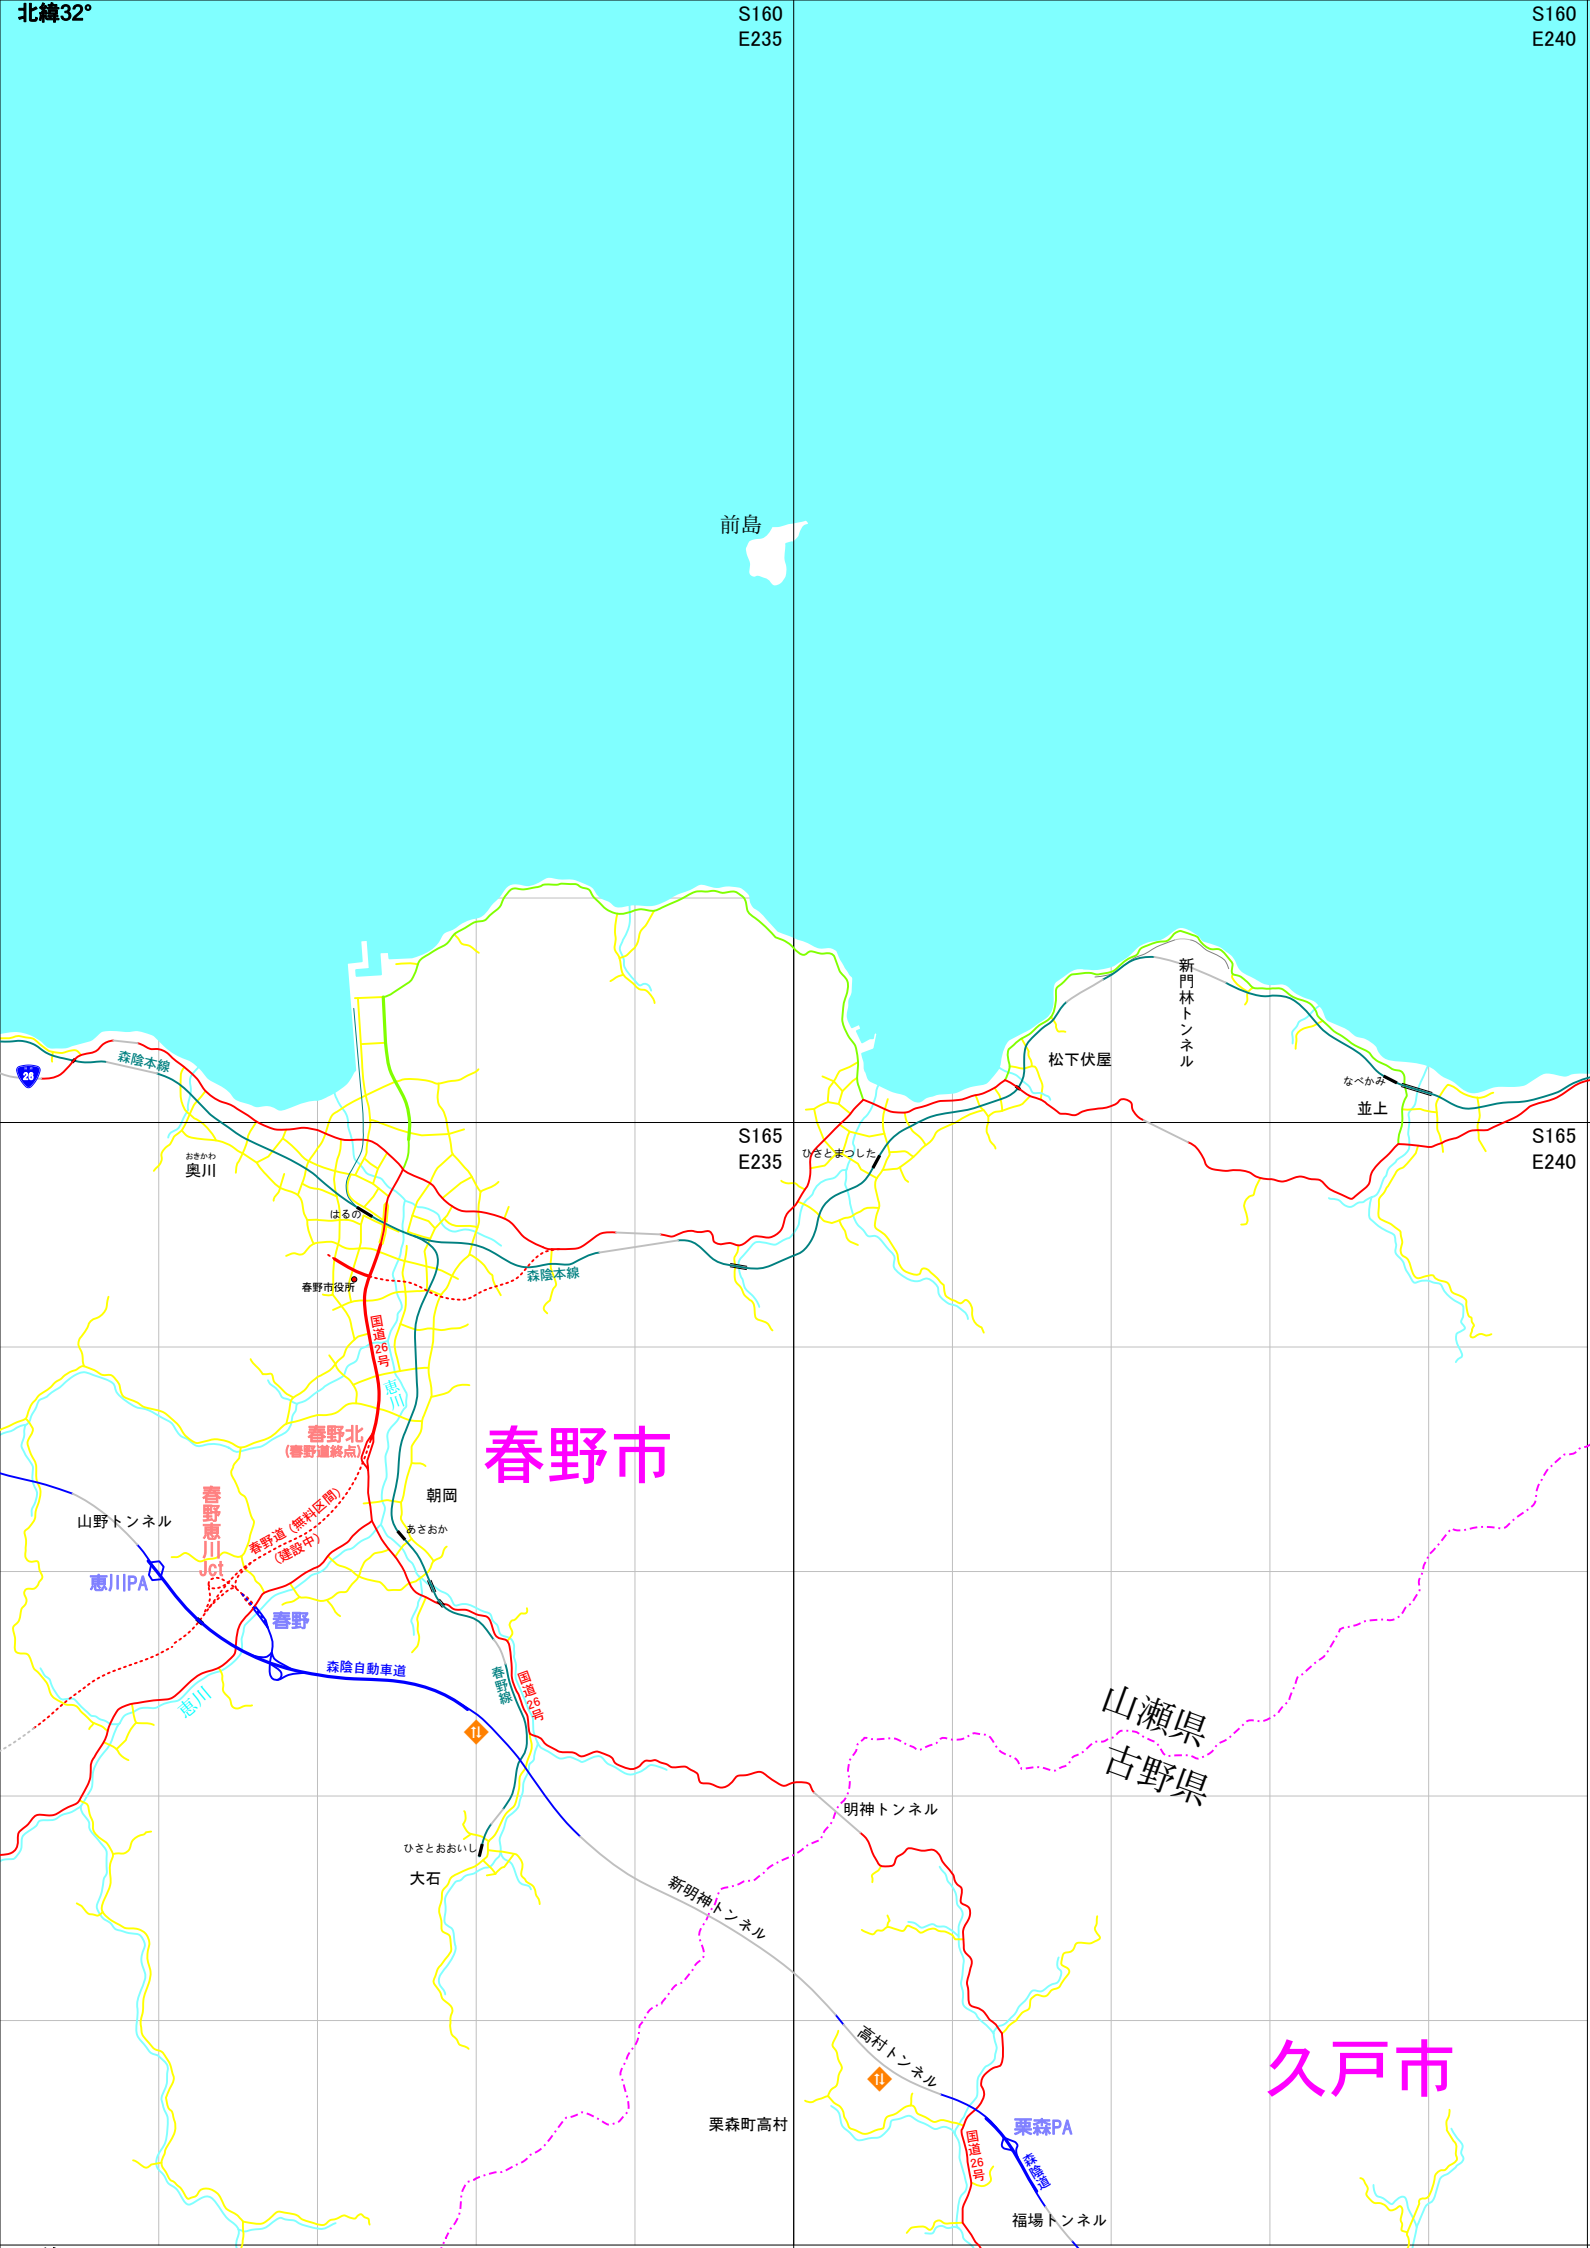 北緯32°
S160
E235
S160
E240
前島
新門林トンネル
森陰本線
26
松下伏屋
なべかみ
並上
S165
E235
S165
E240
ひさとまつした
おきかわ
奥川
はるの
森陰本線
春野市役所
国道26号
恵川
春野北
(春野道終点)
春野市
朝岡
あさおか
春野恵川Jct
春野道(無料区間)
(建設中)
山野トンネル
恵川PA
春野
森陰自動車道
恵川
春野線
国道26号
山瀬県
古野県
明神トンネル
ひさとおおいし
大石
新明神トンネル
高村トンネル
久戸市
栗森町高村
栗森PA
国道26号
森陰道
福場トンネル